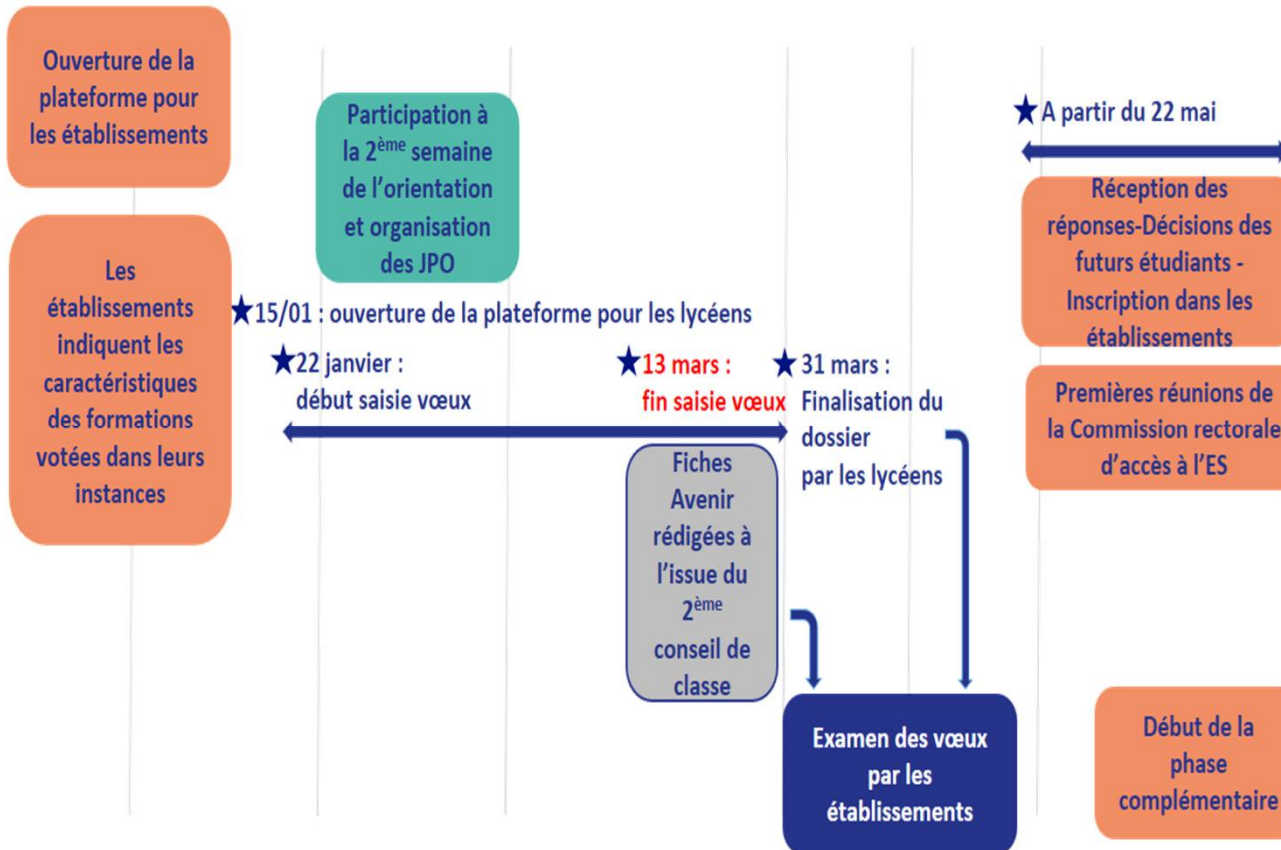 Ouverture de la
plateforme pour
les établissements
Les
établissements
indiquent les
caractéristiques
des formations
votées dans leurs
instances
Participation à
la 2ème semaine
de l'orientation
et organisation
des JPO
15/01 : ouverture de la plateforme pour les lycéens
22 janvier :
début saisie vœux
13 mars :
fin saisie vœux
31 mars :
Finalisation du
dossier
par les lycéens
Fiches
Avenir
rédigées à
l'issue du
2ème
conseil de
classe
Examen des vœux
par les
établissements
A partir du 22 mai
Réception des
réponses-Décisions des
futurs étudiants -
Inscription dans les
établissements
Premières réunions de
la Commission rectorale
d'accès à l'ES
Début de la
phase
complémentaire